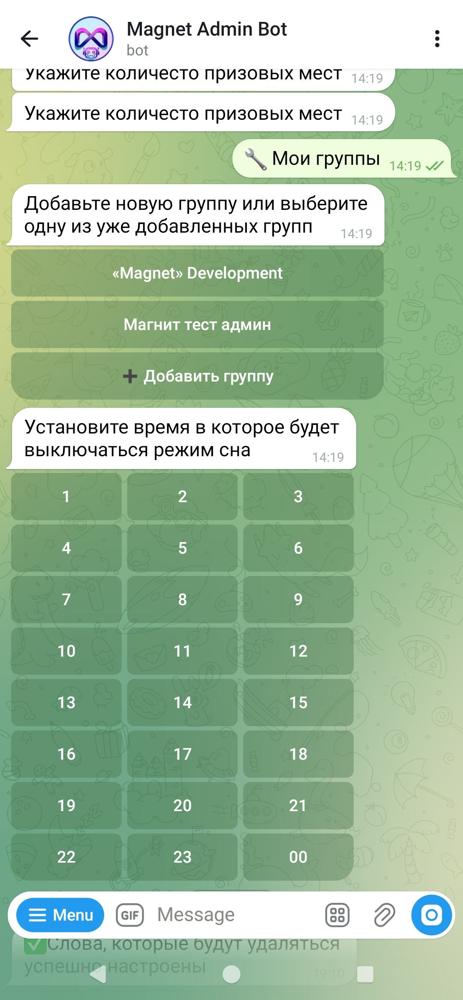 Magnet Admin Bot
bot
Укажите количесто призовых мест 14:19
Укажите количесто призовых мест 14:19
🔧 Мои группы 14:19
Добавьте новую группу или выберите
одну из уже добавленных групп 14:19
«Magnet» Development
Магнит тест админ
➕ Добавить группу
Установите время в которое будет
выключаться режим сна 14:19
1 2 3
4 5 6
7 8 9
10 11 12
13 14 15
16 17 18
19 20 21
22 23 00
Menu GIF Message
✅Слова, которые будут удаляться
успешно настроены 19:10